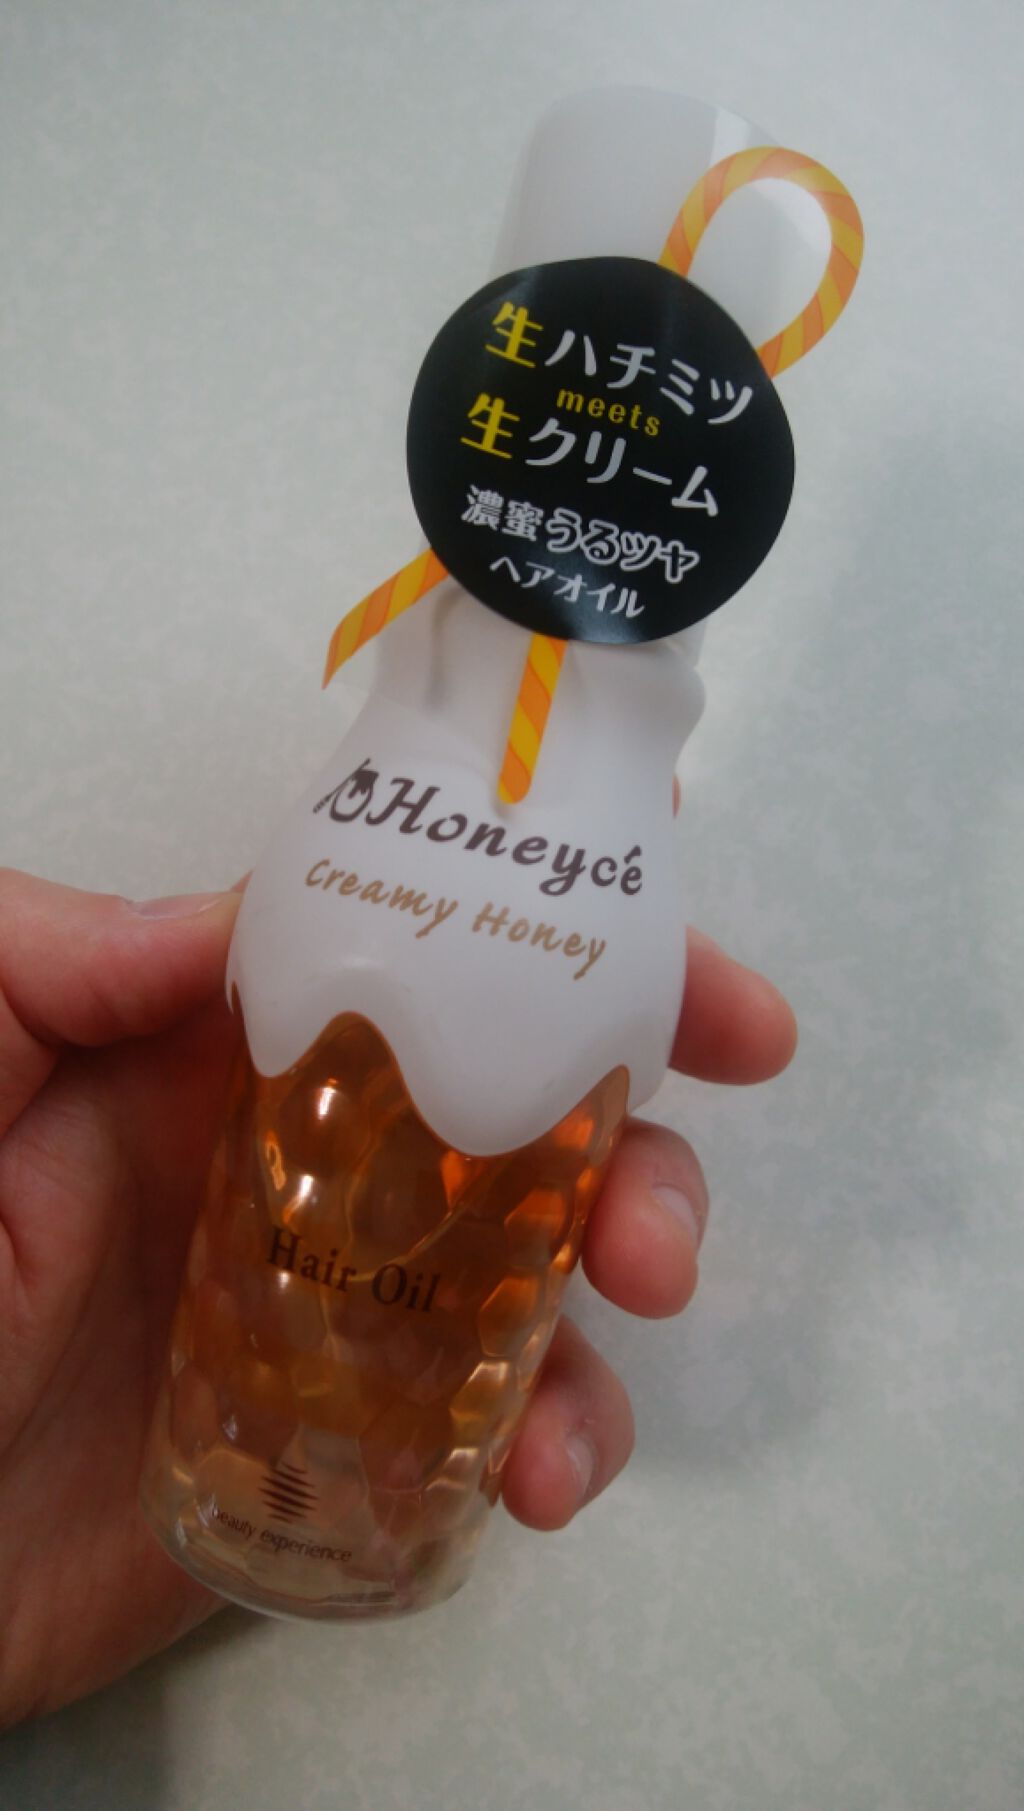 生ハチミツ
meets
生クリーム
濃蜜うるツヤ
ヘアオイル
Honeycé
Creamy Honey
Hair Oil
beauty experience